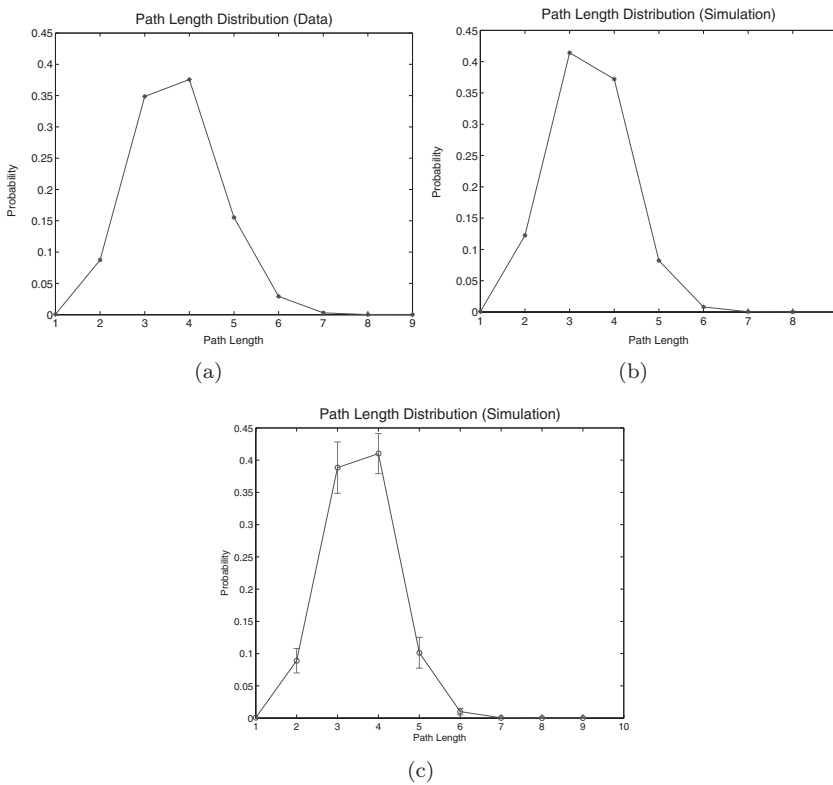 Path Length Distribution (Data)
0.45
0.4
0.35
0.3
0.25
0.2
0.15
0.1
0.05
0
Probability
1 2 3 4 5 6 7 8 9
Path Length
(a)
Path Length Distribution (Simulation)
0.45
0.4
0.35
0.3
0.25
0.2
0.15
0.1
0.05
0
Probability
1 2 3 4 5 6 7 8
Path Length
(b)
Path Length Distribution (Simulation)
0.45
0.4
0.35
0.3
0.25
0.2
0.15
0.1
0.05
0
Probability
1 2 3 4 5 6 7 8 9 10
Path Length
(c)